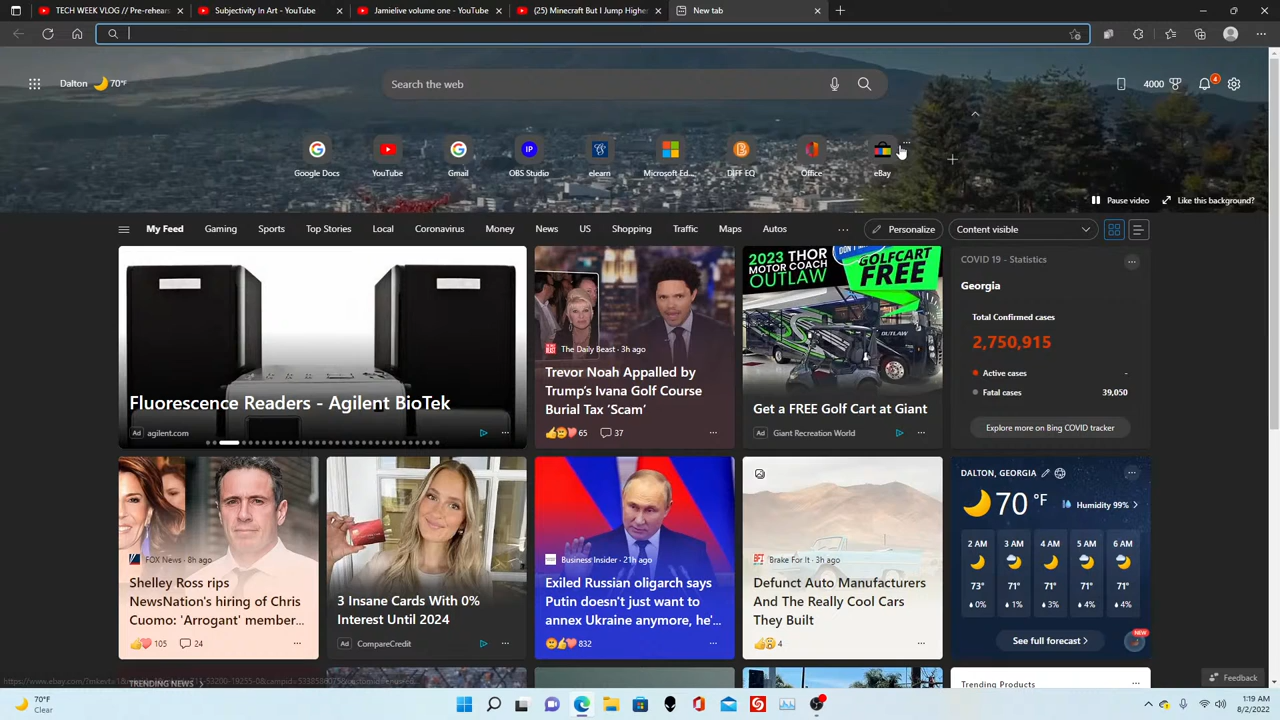 TECH WEEK VLOG // Pre-rehear
Subjectivity In Art - YouTube
Jamielive volume one - YouTube
(25) Minecraft But I Jump Higher
New tab
Dalton 70°F
Search the web
4000
4
Google Docs
YouTube
Gmail
IP
OBS Studio
elearn
Microsoft Ed...
DIFF EQ
Office
eBay
Pause video
Like this background?
My Feed
Gaming
Sports
Top Stories
Local
Coronavirus
Money
News
US
Shopping
Traffic
Maps
Autos
Personalize
Content visible
Fluorescence Readers - Agilent BioTek
Ad agilent.com
The Daily Beast · 3h ago
Trevor Noah Appalled by
Trump's Ivana Golf Course
Burial Tax 'Scam'
65 37
2023 THOR
MOTOR COACH
OUTLAW
GOLFCART
FREE
Get a FREE Golf Cart at Giant
Ad Giant Recreation World
COVID 19 - Statistics
Georgia
Total Confirmed cases
2,750,915
Active cases -
Fatal cases 39,050
Explore more on Bing COVID tracker
FOX News · 8h ago
Shelley Ross rips
NewsNation's hiring of Chris
Cuomo: 'Arrogant' member...
105 24
3 Insane Cards With 0%
Interest Until 2024
Ad CompareCredit
Business Insider · 21h ago
Exiled Russian oligarch says
Putin doesn't just want to
annex Ukraine anymore, he'...
832
Brake For It · 3h ago
Defunct Auto Manufacturers
And The Really Cool Cars
They Built
4
DALTON, GEORGIA
70 °F
Humidity 99%
2 AM 3 AM 4 AM 5 AM 6 AM
73° 71° 71° 71° 71°
0% 1% 3% 4% 4%
See full forecast
NEW
TRENDING NEWS
Trending Products
Feedback
70°F
Clear
1:19 AM
8/2/2022